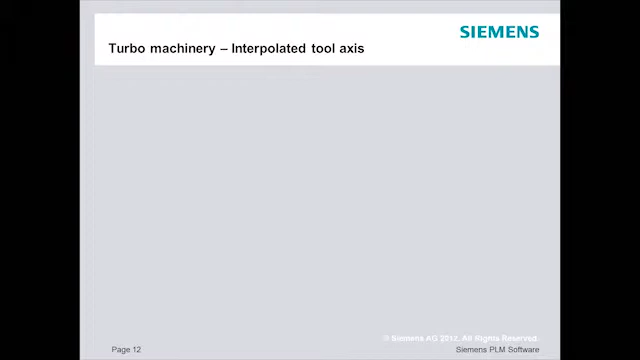 SIEMENS
Turbo machinery – Interpolated tool axis
© Siemens AG 2012. All Rights Reserved.
Page 12
Siemens PLM Software